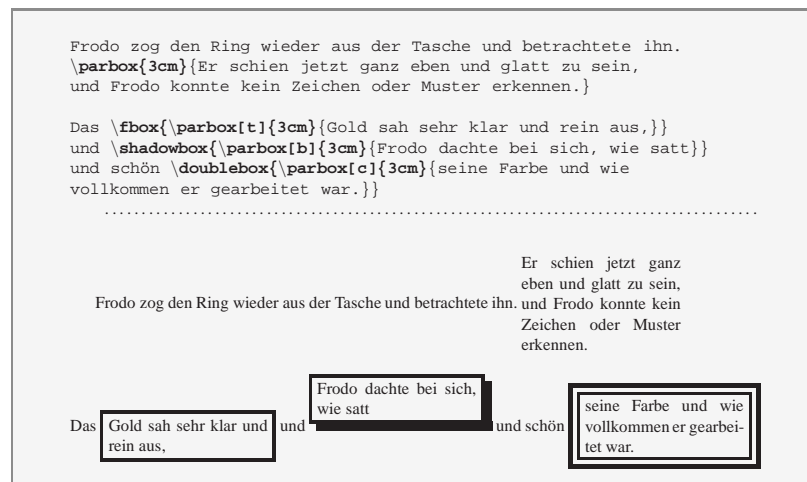 Frodo zog den Ring wieder aus der Tasche und betrachtete ihn.
\parbox{3cm}{Er schien jetzt ganz eben und glatt zu sein,
und Frodo konnte kein Zeichen oder Muster erkennen.}
Das \fbox{\parbox[t]{3cm}{Gold sah sehr klar und rein aus,}}
und \shadowbox{\parbox[b]{3cm}{Frodo dachte bei sich, wie satt}}
und schön \doublebox{\parbox[c]{3cm}{seine Farbe und wie
vollkommen er gearbeitet war.}}
Frodo zog den Ring wieder aus der Tasche und betrachtete ihn.
Er schien jetzt ganz
eben und glatt zu sein,
und Frodo konnte kein
Zeichen oder Muster
erkennen.
Das
Gold sah sehr klar und
rein aus,
und
Frodo dachte bei sich,
wie satt
und schön
seine Farbe und wie
vollkommen er gearbei-
tet war.